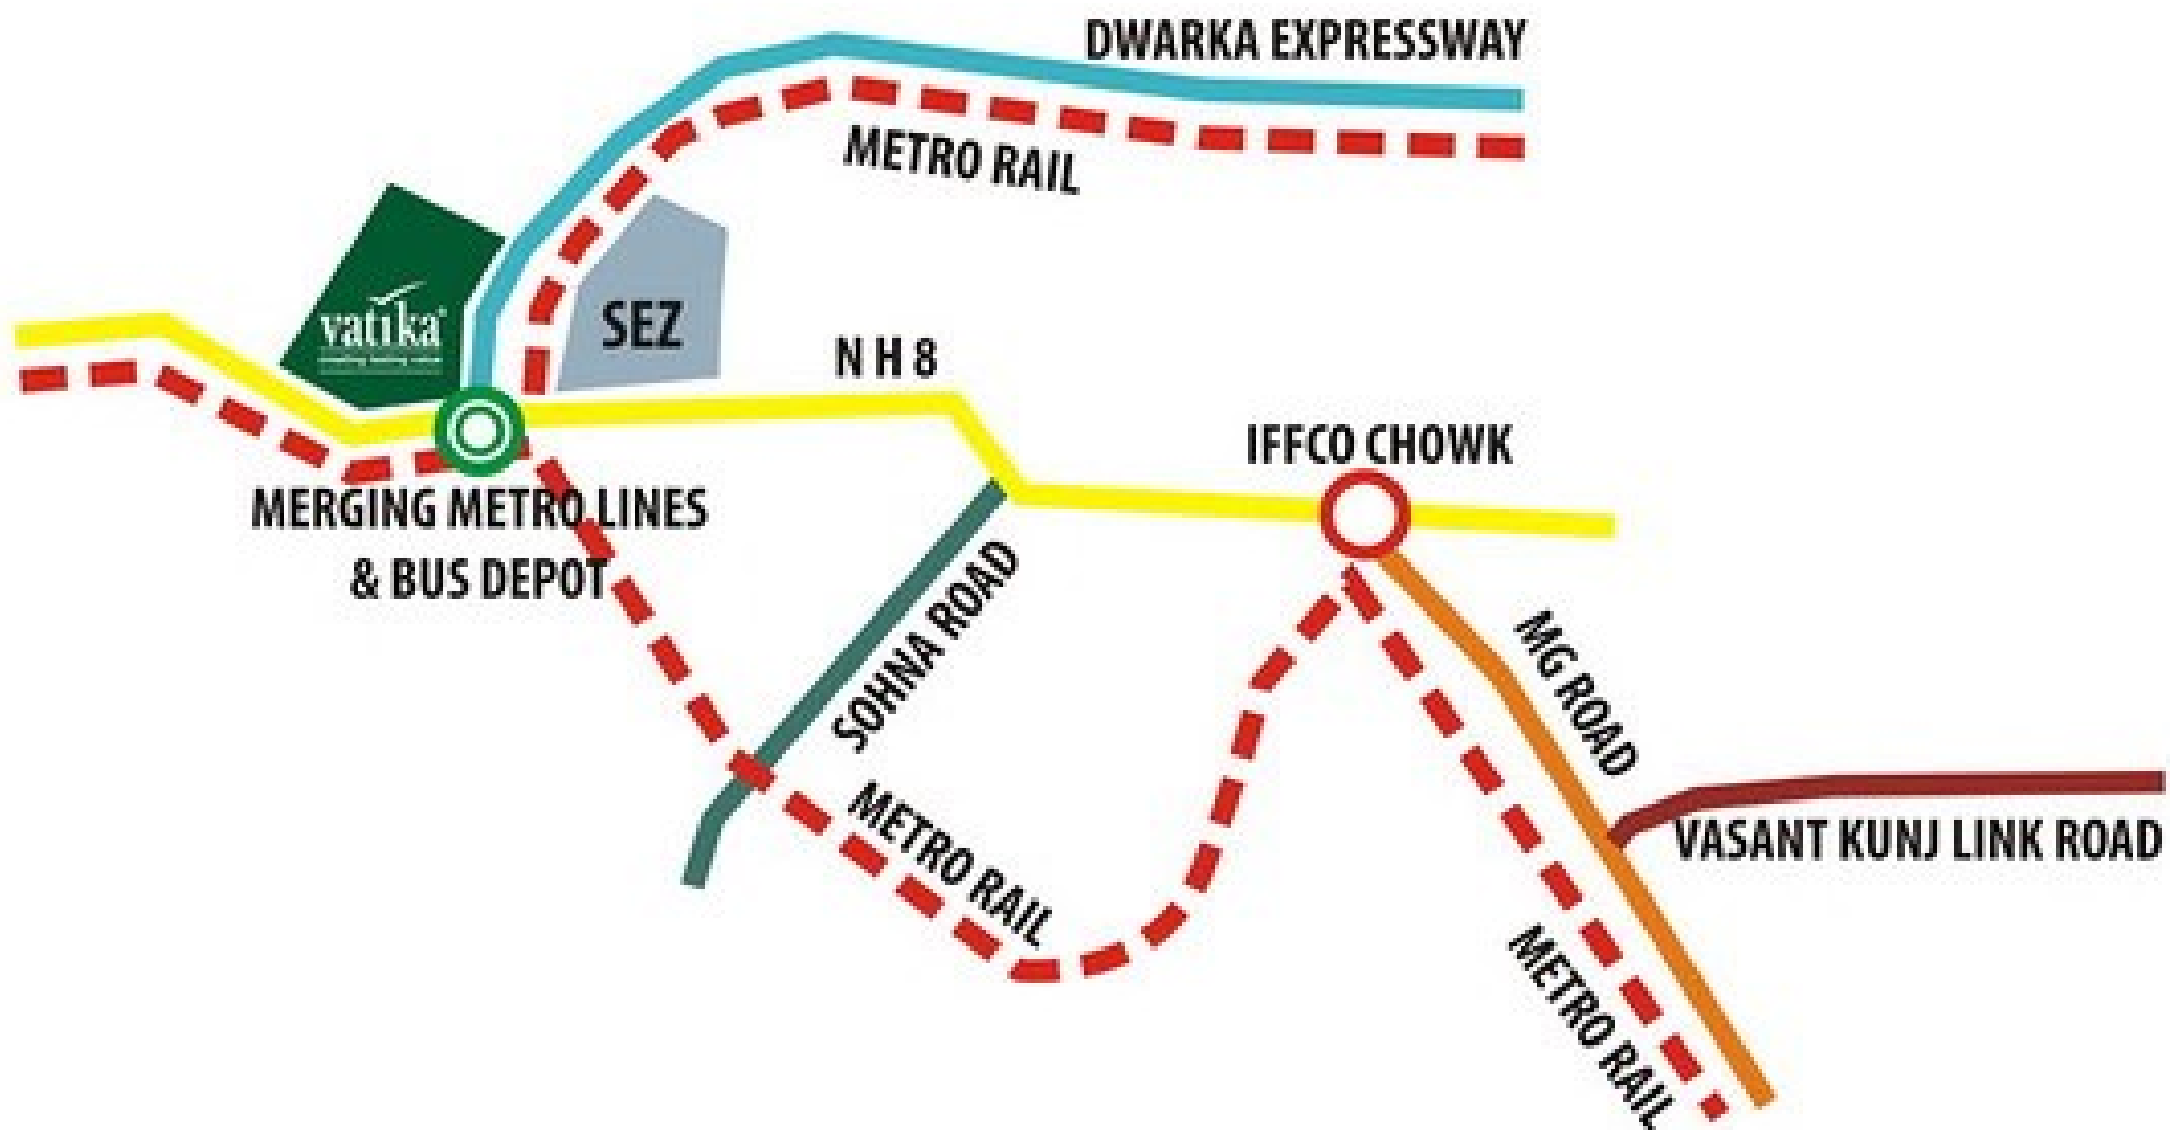 DWARKA EXPRESSWAY
METRO RAIL
vatika
SEZ
N H 8
IFFCO CHOWK
MERGING METRO LINES
& BUS DEPOT
SOHNA ROAD
MG ROAD
METRO RAIL
VASANT KUNJ LINK ROAD
METRO RAIL